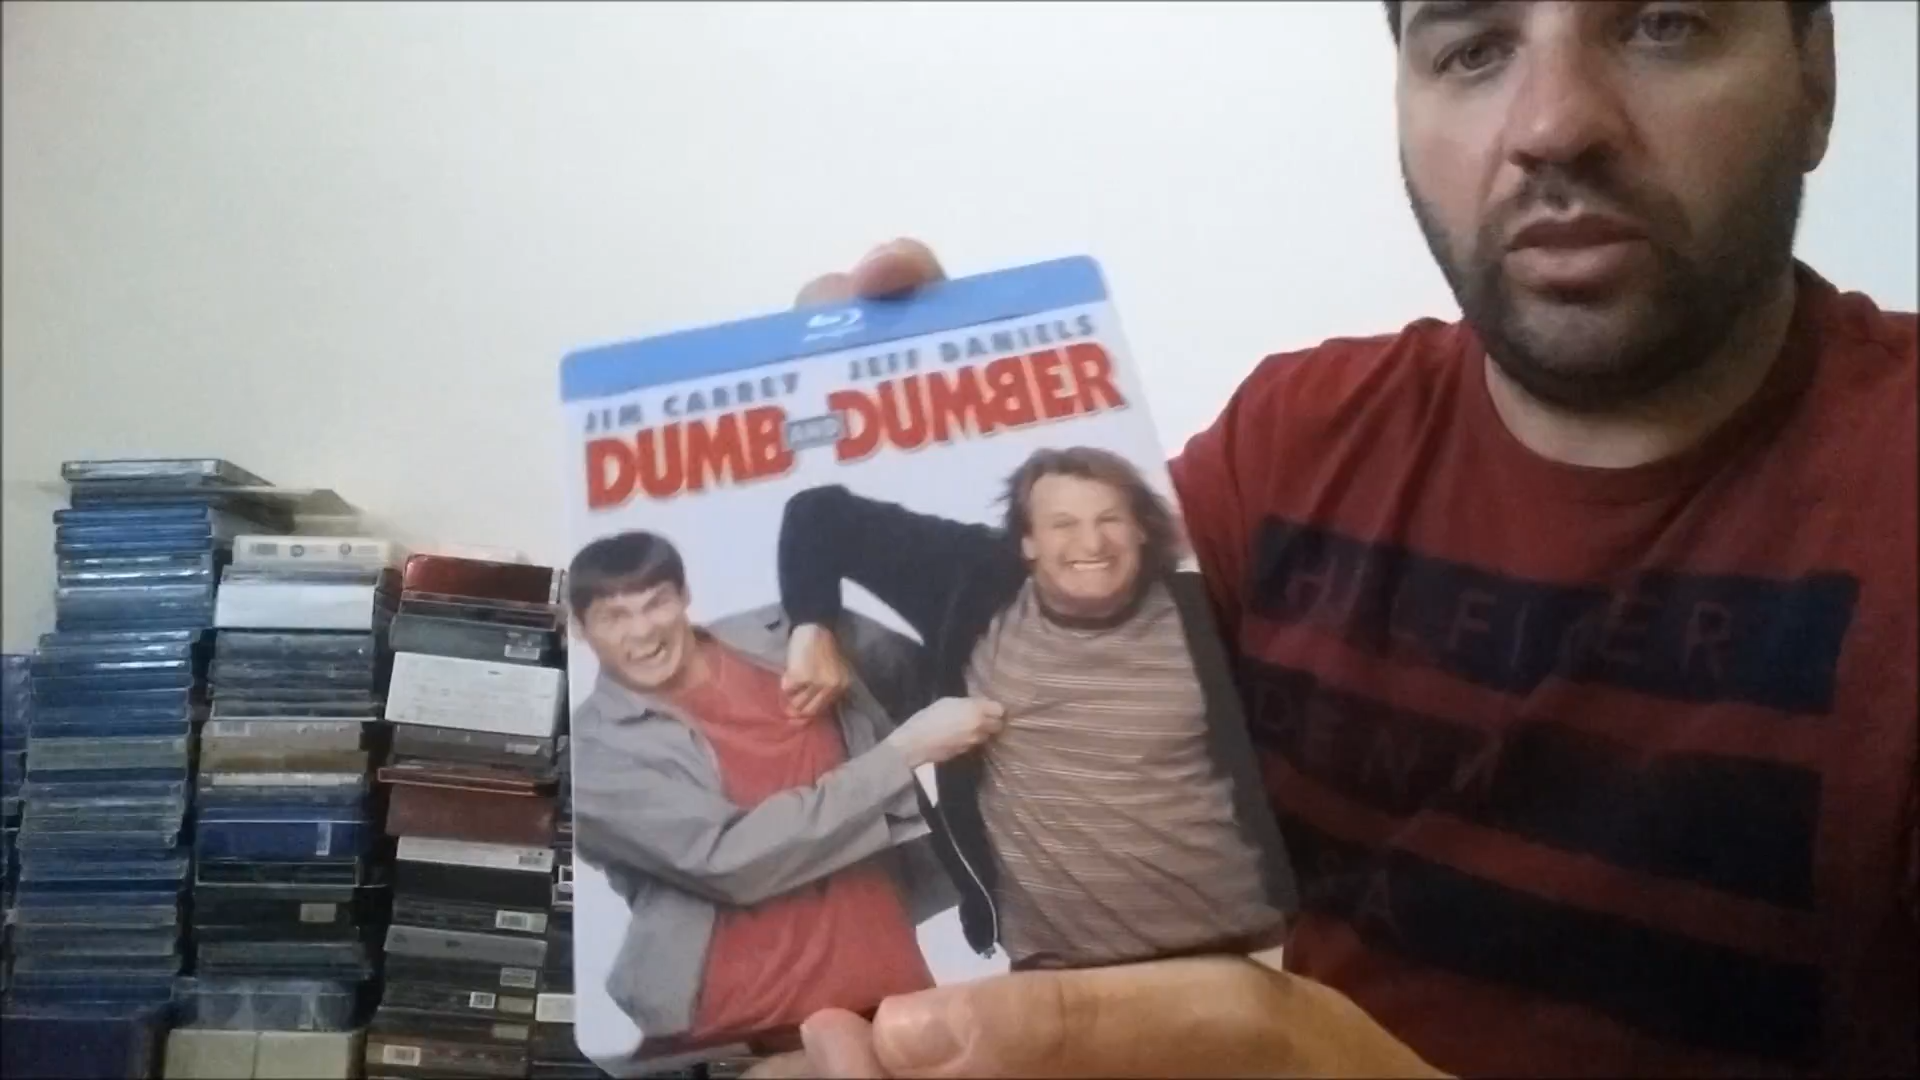 JIM CARREY JEFF DANIELS
DUMB AND DUMBER
HILFIGER
DENIM